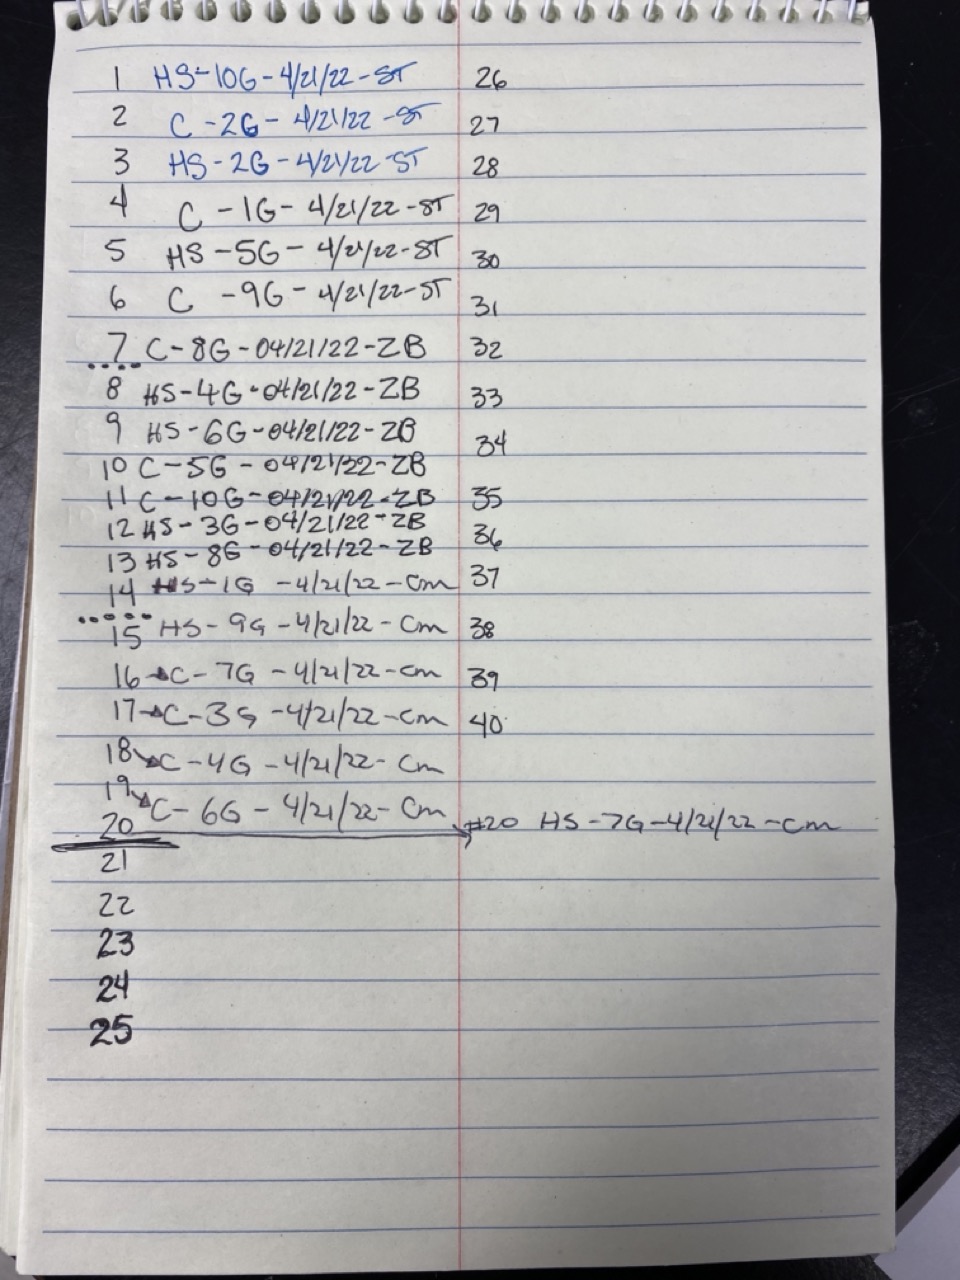 1 HS-10G-4/21/22-ST
2 C-2G-4/21/22-ST
3 HS-2G-4/21/22-ST
4 C-1G-4/21/22-ST
5 HS-5G-4/21/22-ST
6 C-9G-4/21/22-ST
7 C-8G-04/21/22-ZB
8 HS-4G-04/21/22-ZB
9 HS-6G-04/21/22-ZB
10 C-5G-04/21/22-ZB
11 C-10G-04/21/22-ZB
12 HS-3G-04/21/22-ZB
13 HS-8G-04/21/22-ZB
14 HS-1G-4/21/22-Cm
15 HS-9G-4/21/22-Cm
16 C-7G-4/21/22-Cm
17 C-3G-4/21/22-Cm
18 C-4G-4/21/22-Cm
19 C-6G-4/21/22-Cm
20 #20 HS-7G-4/21/22-Cm
21
22
23
24
25
26
27
28
29
30
31
32
33
34
35
36
37
38
39
40